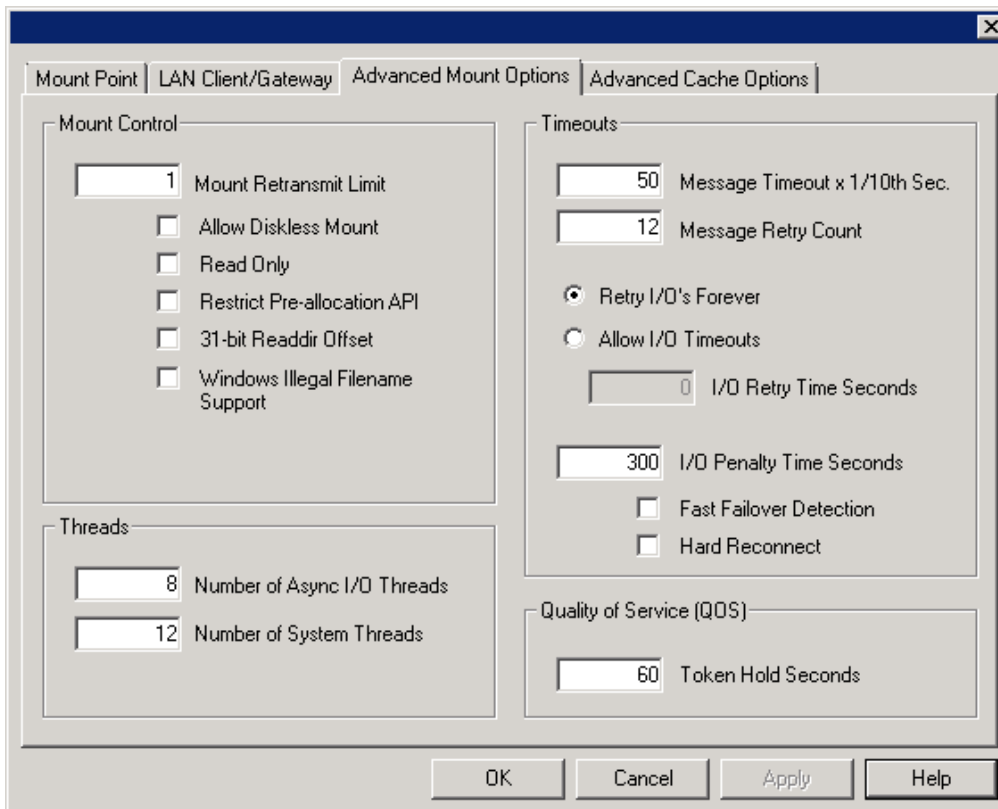 Mount Point LAN Client/Gateway Advanced Mount Options Advanced Cache Options
Mount Control
1 Mount Retransmit Limit
Allow Diskless Mount
Read Only
Restrict Pre-allocation API
31-bit Readdir Offset
Windows Illegal Filename
Support
Threads
8 Number of Async I/O Threads
12 Number of System Threads
Timeouts
50 Message Timeout x 1/10th Sec.
12 Message Retry Count
Retry I/O's Forever
Allow I/O Timeouts
0 I/O Retry Time Seconds
300 I/O Penalty Time Seconds
Fast Failover Detection
Hard Reconnect
Quality of Service (QOS)
60 Token Hold Seconds
OK Cancel Apply Help